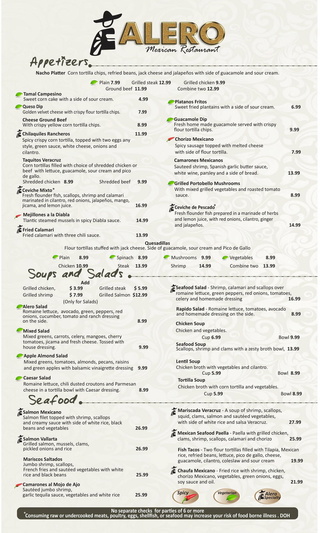 ALERO
Mexican Restaurant
Appetizers
Nacho Platter Corn tortilla chips, refried beans, jack cheese and jalapeños with side of guacamole and sour cream.
Plain 7.99 Grilled steak 12.99 Grilled chicken 9.99
Ground beef 11.99 Combine 12.99
Tamal Campesino
Sweet corn cake with a side of sour cream. 4.99
Queso Dip
Golden velvet cheese with crispy flour tortilla chips. 7.99
Cheese Ground Beef
With crispy yellow corn tortilla chips. 8.99
Chilaquiles Rancheros 11.99
Spicy crispy corn tortilla, topped with two eggs any
style, green sauce, white cheese, onions and
cilantro.
Taquitos Veracruz
Corn tortillas filled with choice of shredded chicken or
beef with lettuce, guacamole, sour cream and pico
de gallo.
Shredded chicken 8.99 Shredded beef 9.99
Ceviche Mixto*
Fresh flounder fish, scallops, shrimp and calamari
marinated in cilantro, red onions, jalapeños, mango,
jicama, and lemon juice. 16.99
Mejillones a la Diabla
Titantic steamed mussels in spicy Diabla sauce. 14.99
Fried Calamari
Fried calamari with three chili sauce. 13.99
Platanos Fritos
Sweet fried plantains with a side of sour cream. 6.99
Guacamole Dip
Fresh home made guacamole served with crispy
flour tortilla chips. 9.99
Chorizo Mexicano
Spicy sausage topped with melted cheese
with side of flour tortilla. 7.99
Camarones Mexicanos
Sauteed shrimp, Spanish garlic butter sauce,
white wine, parsley and a side of bread. 13.99
Grilled Portobello Mushrooms
With mixed grilled vegetables and roasted tomato
sauce. 8.99
Ceviche de Pescado*
Fresh flounder fish prepared in a marinade of herbs
and lemon juice, with red onions, cilantro, ginger
and jalapeños. 14.99
Quesadillas
Flour tortillas stuffed with jack cheese. Side of guacamole, sour cream and Pico de Gallo
Plain 8.99 Spinach 8.99 Mushrooms 9.99 Vegetables 8.99
Chicken 10.99 Steak 13.99 Shrimp 14.99 Combine two 13.99
Soups and Salads
Add
Grilled chicken, $ 3.99 Grilled steak $ 5.99
Grilled shrimp $ 7.99 Grilled Salmon $12.99
(Only for Salads)
Alero Salad
Romaine lettuce, avocado, green, peppers, red
onions, cucumber, tomato and ranch dressing
on the side. 8.99
Mixed Salad
Mixed greens, carrots, celery, mangoes, cherry
tomatoes, jicama and fresh cheese. Tossed with
house dressing. 9.99
Apple Almond Salad
Mixed greens, tomatoes, almonds, pecans, raisins
and green apples with balsamic vinaigrette dressing 9.99
Caesar Salad
Romaine lettuce, chili dusted croutons and Parmesan
cheese in a tortilla bowl with Caesar dressing. 8.99
Seafood Salad - Shrimp, calamari and scallops over
romaine lettuce, green peppers, red onions, tomatoes,
celery and homemade dressing 16.99
Rapido Salad - Romaine lettuce, tomatoes, avocado
and homemade dressing on the side. 8.99
Chicken Soup
Chicken and vegetables.
Cup 6.99 Bowl 9.99
Seafood Soup
Scallops, shrimp and clams with a zesty broth bowl, 13.99
Lentil Soup
Chicken broth with vegetables and cilantro.
Cup 5.99 Bowl 8.99
Tortilla Soup
Chicken broth with corn tortilla and vegetables.
Cup 5.99 Bowl 8.99
Seafood
Salmon Mexicano
Salmon filet topped with shrimp, scallops
and creamy sauce with side of white rice, black
beans and vegetables 26.99
Salmon Vallarta
Grilled salmon, mussels, clams,
pickled onions and rice 26.99
Mariscos Saltados
Jumbo shrimp, scallops,
French fries and sauteed vegetables with white
rice and black beans 25.99
Camarones al Mojo de Ajo
Sauteed jumbo shrimp,
garlic tequila sauce, vegetables and white rice 25.99
Mariscada Veracruz - A soup of shrimp, scallops,
squid, clams, salmon and sauteed vegetables,
with side of white rice and salsa Veracruz. 27.99
Mexican Seafood Paella - Paella with grilled chicken,
clams, shrimp, scallops, calamari and chorizo 25.99
Fish Tacos - Two flour tortillas filled with Tilapia, Mexican
rice, refried beans, lettuce, pico de gallo, cheese,
guacamole, cilantro, coleslaw and sour cream 19.99
Chaufa Mexicano - Fried rice with shrimp, chicken,
chorizo Mexicano, vegetables, green onions, eggs,
soy sauce and oil. 21.99
Spicy Vegetarian Alero Specialty
No separate checks for parties of 6 or more
*Consuming raw or undercooked meats, poultry, eggs, shellfish, or seafood may increase your risk of food borne illness . DOH